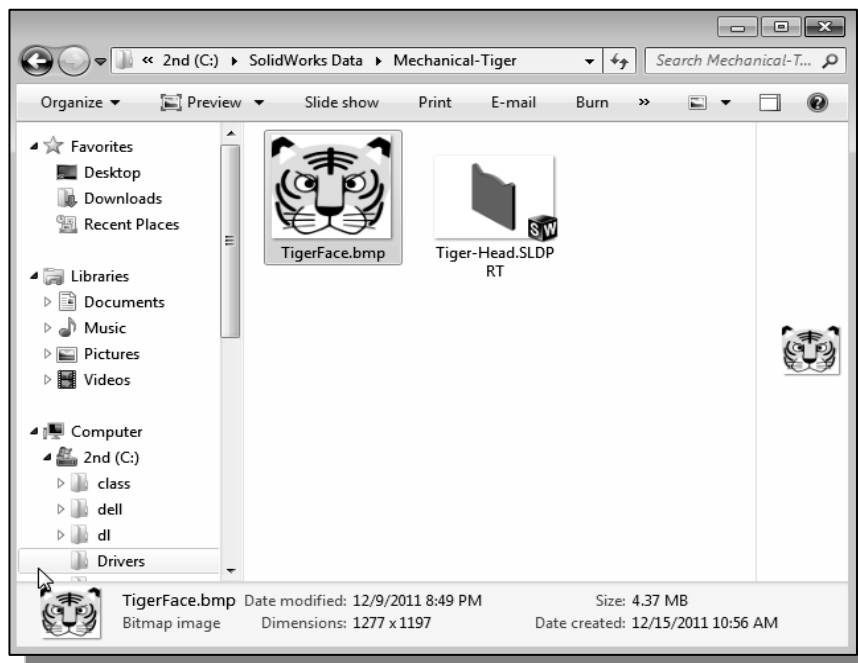 « 2nd (C:) ▸ SolidWorks Data ▸ Mechanical-Tiger
Search Mechanical-T...
Organize Preview Slide show Print E-mail Burn »
Favorites
Desktop
Downloads
Recent Places
Libraries
Documents
Music
Pictures
Videos
Computer
2nd (C:)
class
dell
dl
Drivers
TigerFace.bmp
SW
Tiger-Head.SLDP
RT
TigerFace.bmp Date modified: 12/9/2011 8:49 PM Size: 4.37 MB
Bitmap image Dimensions: 1277 x 1197 Date created: 12/15/2011 10:56 AM